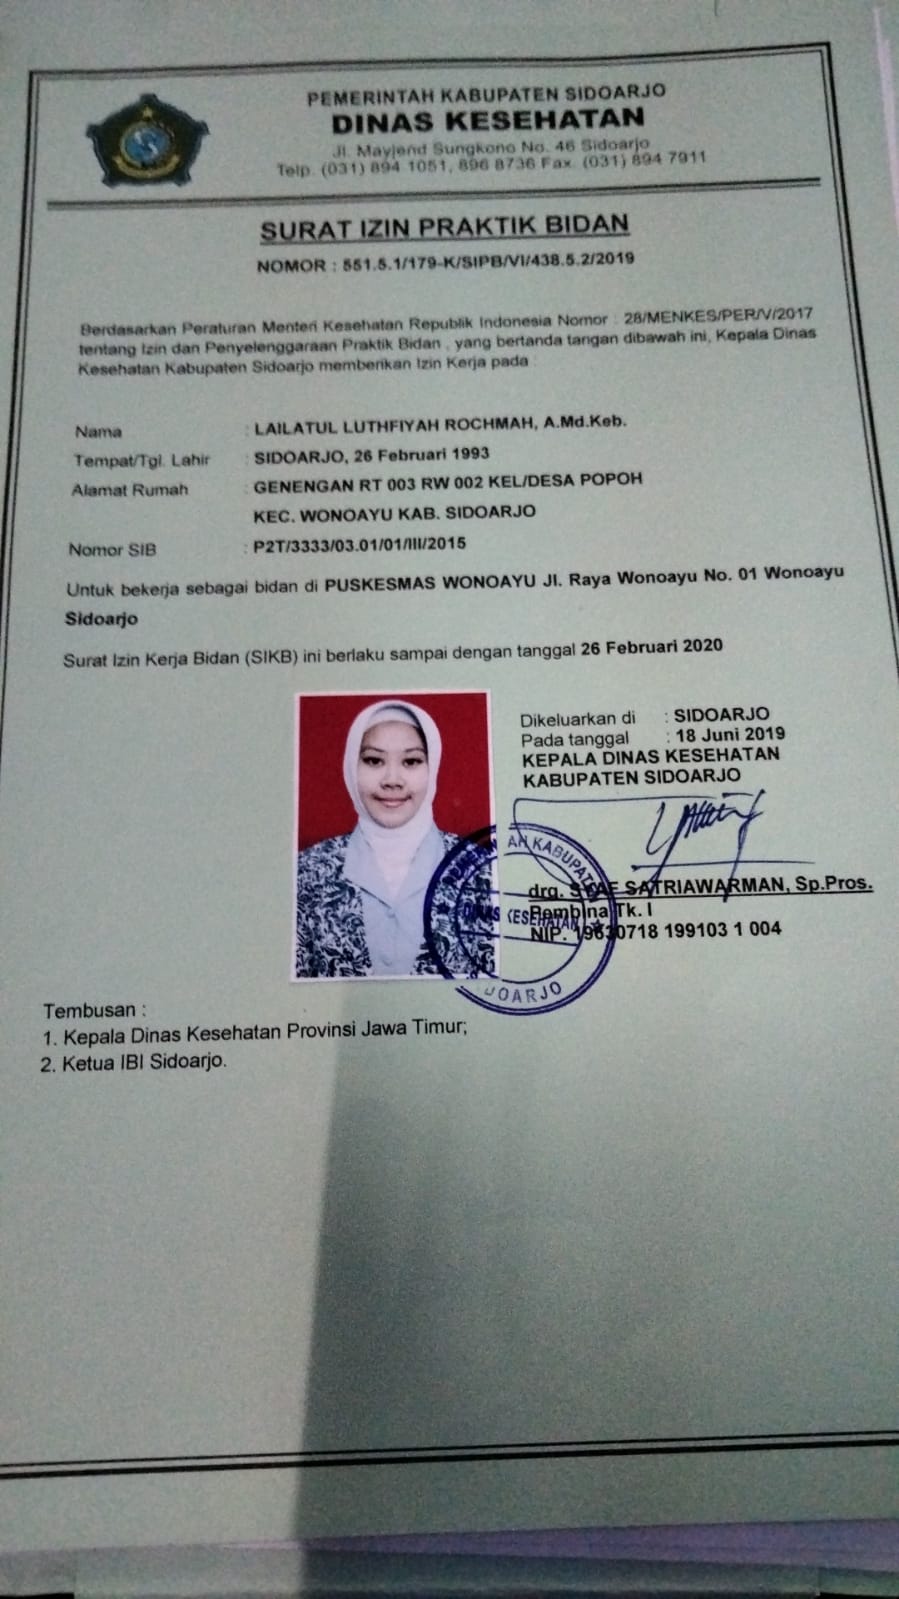 PEMERINTAH KABUPATEN SIDOARJO
DINAS KESEHATAN
Jl. Mayjend Sungkono No. 46 Sidoarjo
Telp. (031) 894 1051, 896 8736 Fax. (031) 894 7911
SURAT IZIN PRAKTIK BIDAN
NOMOR : 551.5.1/179-K/SIPB/VI/438.5.2/2019
Berdasarkan Peraturan Menteri Kesehatan Republik Indonesia Nomor : 28/MENKES/PER/V/2017
tentang Izin dan Penyelenggaraan Praktik Bidan , yang bertanda tangan dibawah ini, Kepala Dinas
Kesehatan Kabupaten Sidoarjo memberikan Izin Kerja pada :
Nama : LAILATUL LUTHFIYAH ROCHMAH, A.Md.Keb.
Tempat/Tgl. Lahir : SIDOARJO, 26 Februari 1993
Alamat Rumah : GENENGAN RT 003 RW 002 KEL/DESA POPOH
KEC. WONOAYU KAB. SIDOARJO
Nomor SIB : P2T/3333/03.01/01/III/2015
Untuk bekerja sebagai bidan di PUSKESMAS WONOAYU Jl. Raya Wonoayu No. 01 Wonoayu
Sidoarjo
Surat Izin Kerja Bidan (SIKB) ini berlaku sampai dengan tanggal 26 Februari 2020
Dikeluarkan di : SIDOARJO
Pada tanggal : 18 Juni 2019
KEPALA DINAS KESEHATAN
KABUPATEN SIDOARJO
drg. SATRIAWARMAN, Sp.Pros.
Pembina Tk. I
NIP. 19630718 199103 1 004
DINAS KESEHATAN
Tembusan :
1. Kepala Dinas Kesehatan Provinsi Jawa Timur;
2. Ketua IBI Sidoarjo.